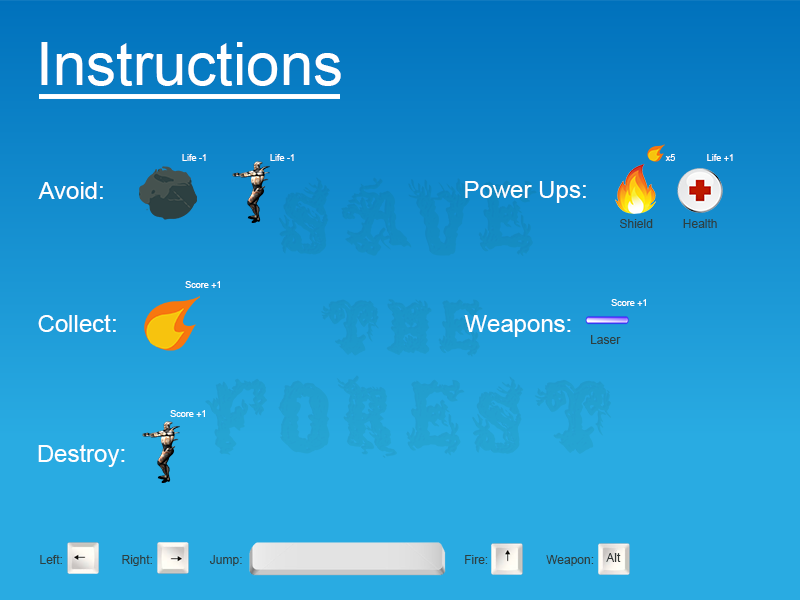 Instructions
Avoid:
Life -1
Life -1
Power Ups:
x5
Life +1
Shield
Health
SAVE
THE
FOREST
Collect:
Score +1
Weapons:
Score +1
Laser
Destroy:
Score +1
Left: ← Right: → Jump: Fire: ↑ Weapon: Alt